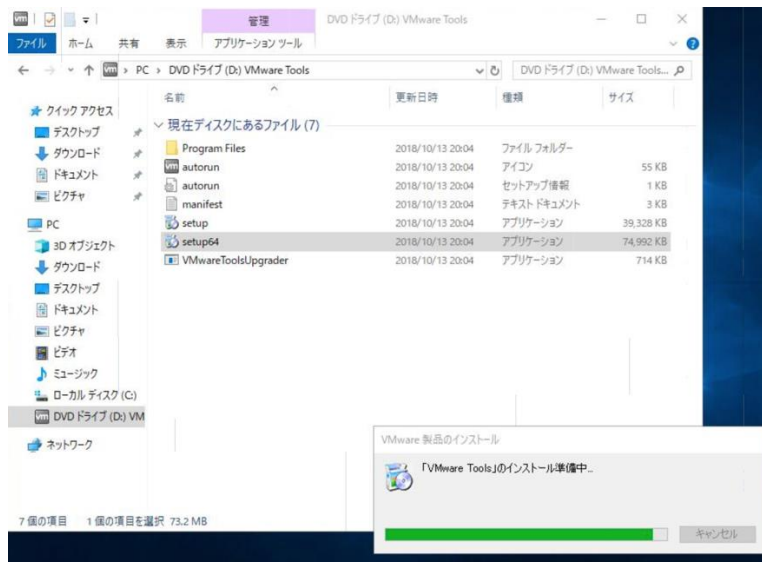 vm
管理
DVD ドライブ (D:) VMware Tools
ファイル ホーム 共有 表示 アプリケーション ツール
vm › PC › DVD ドライブ (D:) VMware Tools
DVD ドライブ (D:) VMware Tools...
名前 更新日時 種類 サイズ
クイック アクセス
デスクトップ
ダウンロード
ドキュメント
ピクチャ
PC
3D オブジェクト
ダウンロード
デスクトップ
ドキュメント
ピクチャ
ビデオ
ミュージック
ローカル ディスク (C:)
DVD ドライブ (D:) VM
ネットワーク
現在ディスクにあるファイル (7)
Program Files 2018/10/13 20:04 ファイル フォルダー
autorun 2018/10/13 20:04 アイコン 55 KB
autorun 2018/10/13 20:04 セットアップ情報 1 KB
manifest 2018/10/13 20:04 テキスト ドキュメント 3 KB
setup 2018/10/13 20:04 アプリケーション 39,328 KB
setup64 2018/10/13 20:04 アプリケーション 74,992 KB
VMwareToolsUpgrader 2018/10/13 20:04 アプリケーション 714 KB
7 個の項目 1 個の項目を選択 73.2 MB
VMware 製品のインストール
「VMware Tools」のインストール準備中...
キャンセル